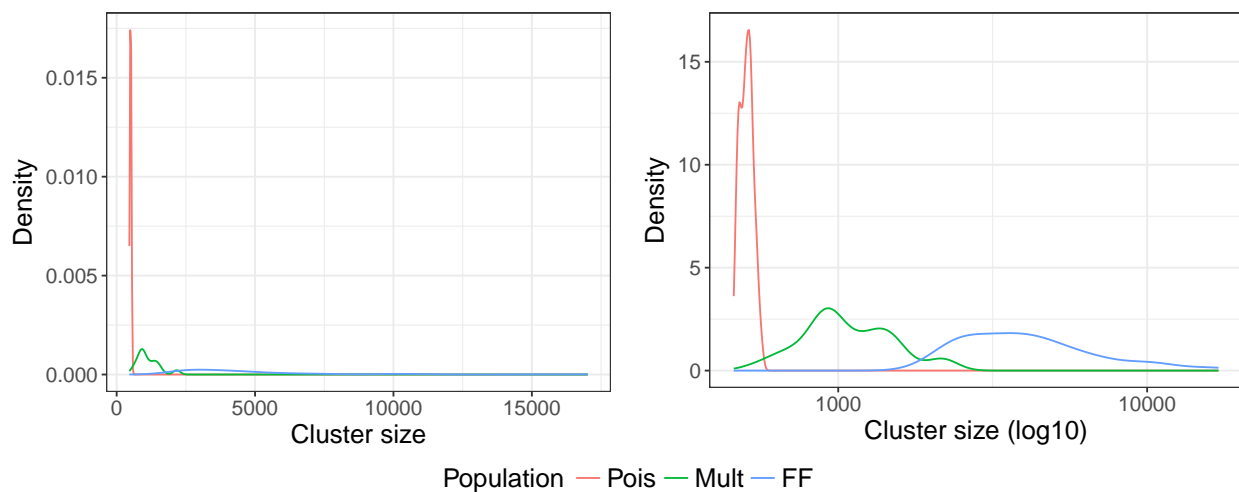 0.015
0.010
0.005
0.000
Density
0 5000 10000 15000
Cluster size
15
10
5
0
Density
1000 10000
Cluster size (log10)
Population Pois Mult FF